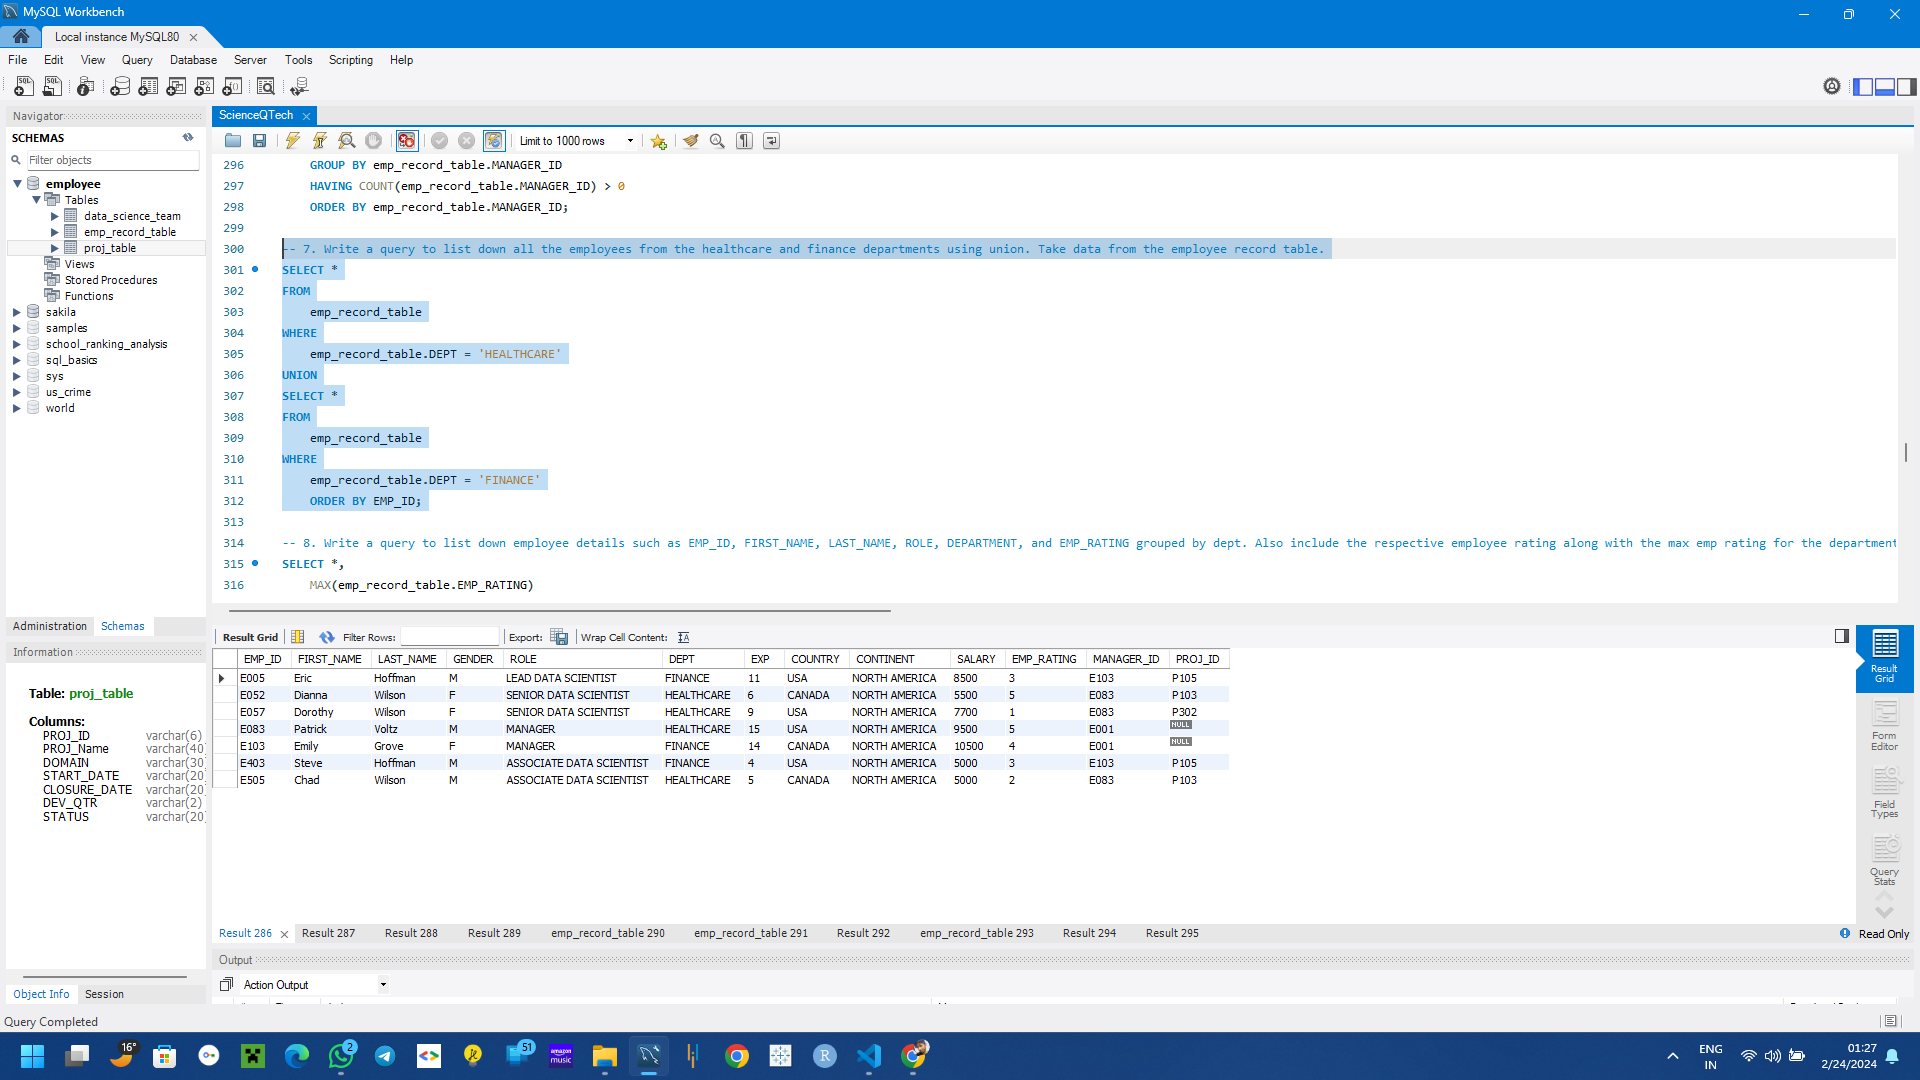 MySQL Workbench
Local instance MySQL80
File Edit View Query Database Server Tools Scripting Help
Navigator
SCHEMAS
Filter objects
employee
Tables
data_science_team
emp_record_table
proj_table
Views
Stored Procedures
Functions
sakila
samples
school_ranking_analysis
sql_basics
sys
us_crime
world
Administration Schemas
Information
Table: proj_table
Columns:
PROJ_ID varchar(6)
PROJ_Name varchar(40
DOMAIN varchar(30
START_DATE varchar(20
CLOSURE_DATE varchar(20
DEV_QTR varchar(2)
STATUS varchar(20
Object Info Session
Query Completed
ScienceQTech
Limit to 1000 rows
296 GROUP BY emp_record_table.MANAGER_ID
297 HAVING COUNT(emp_record_table.MANAGER_ID) > 0
298 ORDER BY emp_record_table.MANAGER_ID;
299
300 -- 7. Write a query to list down all the employees from the healthcare and finance departments using union. Take data from the employee record table.
301 SELECT *
302 FROM
303 emp_record_table
304 WHERE
305 emp_record_table.DEPT = 'HEALTHCARE'
306 UNION
307 SELECT *
308 FROM
309 emp_record_table
310 WHERE
311 emp_record_table.DEPT = 'FINANCE'
312 ORDER BY EMP_ID;
313
314 -- 8. Write a query to list down employee details such as EMP_ID, FIRST_NAME, LAST_NAME, ROLE, DEPARTMENT, and EMP_RATING grouped by dept. Also include the respective employee rating along with the max emp rating for the department
315 SELECT *,
316 MAX(emp_record_table.EMP_RATING)
Result Grid Filter Rows: Export: Wrap Cell Content:
EMP_ID FIRST_NAME LAST_NAME GENDER ROLE DEPT EXP COUNTRY CONTINENT SALARY EMP_RATING MANAGER_ID PROJ_ID
E005 Eric Hoffman M LEAD DATA SCIENTIST FINANCE 11 USA NORTH AMERICA 8500 3 E103 P105
E052 Dianna Wilson F SENIOR DATA SCIENTIST HEALTHCARE 6 CANADA NORTH AMERICA 5500 5 E083 P103
E057 Dorothy Wilson F SENIOR DATA SCIENTIST HEALTHCARE 9 USA NORTH AMERICA 7700 1 E083 P302
E083 Patrick Voltz M MANAGER HEALTHCARE 15 USA NORTH AMERICA 9500 5 E001 NULL
E103 Emily Grove F MANAGER FINANCE 14 CANADA NORTH AMERICA 10500 4 E001 NULL
E403 Steve Hoffman M ASSOCIATE DATA SCIENTIST FINANCE 4 USA NORTH AMERICA 5000 3 E103 P105
E505 Chad Wilson M ASSOCIATE DATA SCIENTIST HEALTHCARE 5 CANADA NORTH AMERICA 5000 2 E083 P103
Result Grid
Form Editor
Field Types
Query Stats
Result 286 Result 287 Result 288 Result 289 emp_record_table 290 emp_record_table 291 Result 292 emp_record_table 293 Result 294 Result 295
Read Only
Output
Action Output
16°
2
51
amazon music
R
ENG
IN
01:27
2/24/2024